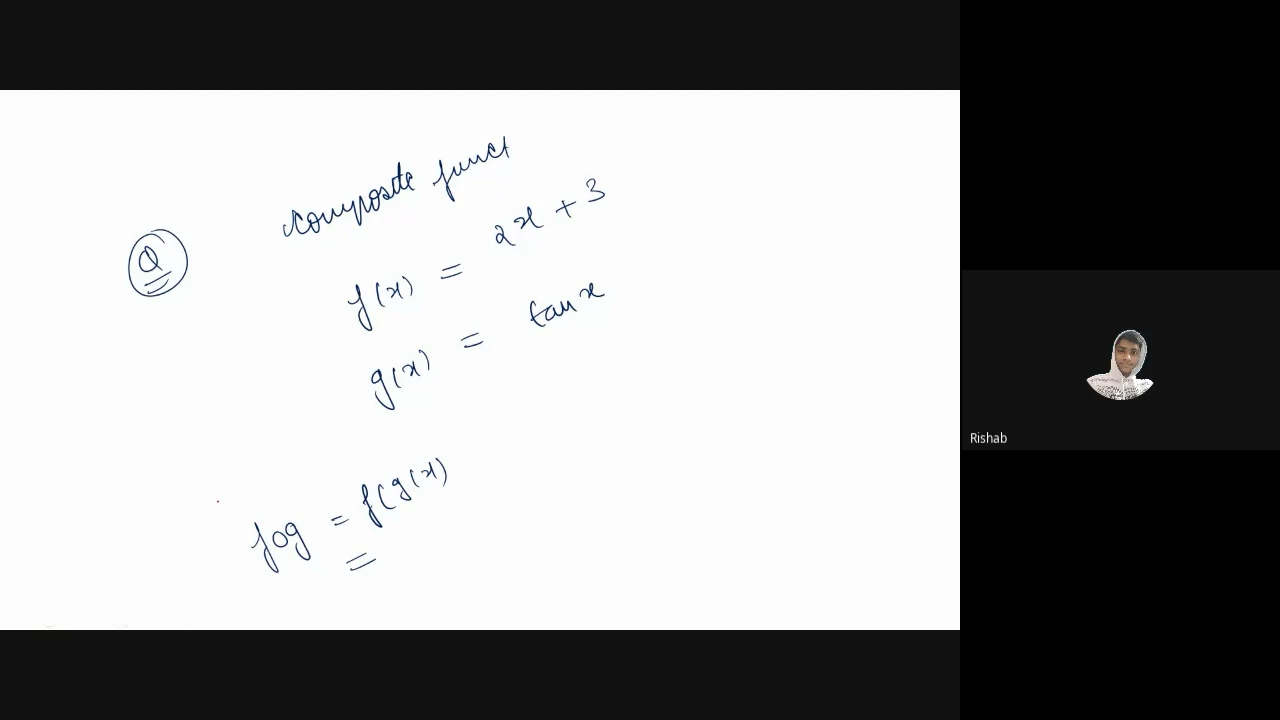 composite funct
Q
f(x) = 2x + 3
g(x) = tan x
fog = f(g(x)
=
Rishab